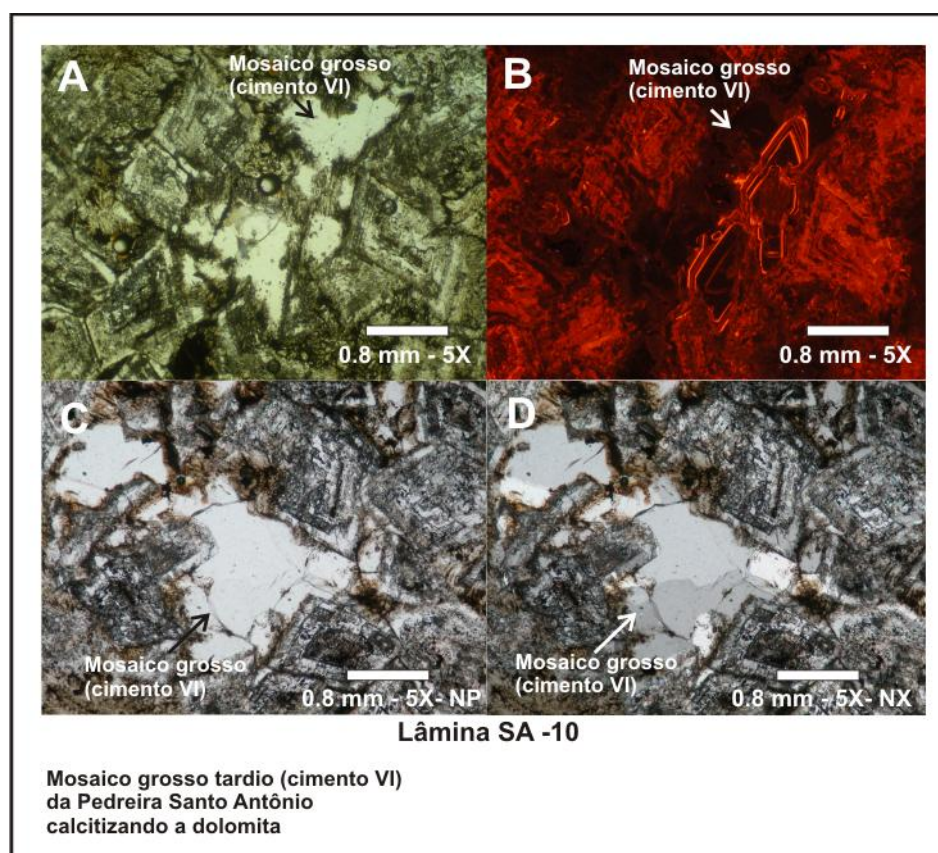 A
Mosaico grosso
(cimento VI)
0.8 mm - 5X
B
Mosaico grosso
(cimento VI)
0.8 mm - 5X
C
Mosaico grosso
(cimento VI)
0.8 mm - 5X- NP
D
Mosaico grosso
(cimento VI)
0.8 mm - 5X- NX
Lâmina SA -10
Mosaico grosso tardio (cimento VI)
da Pedreira Santo Antônio
calcitizando a dolomita